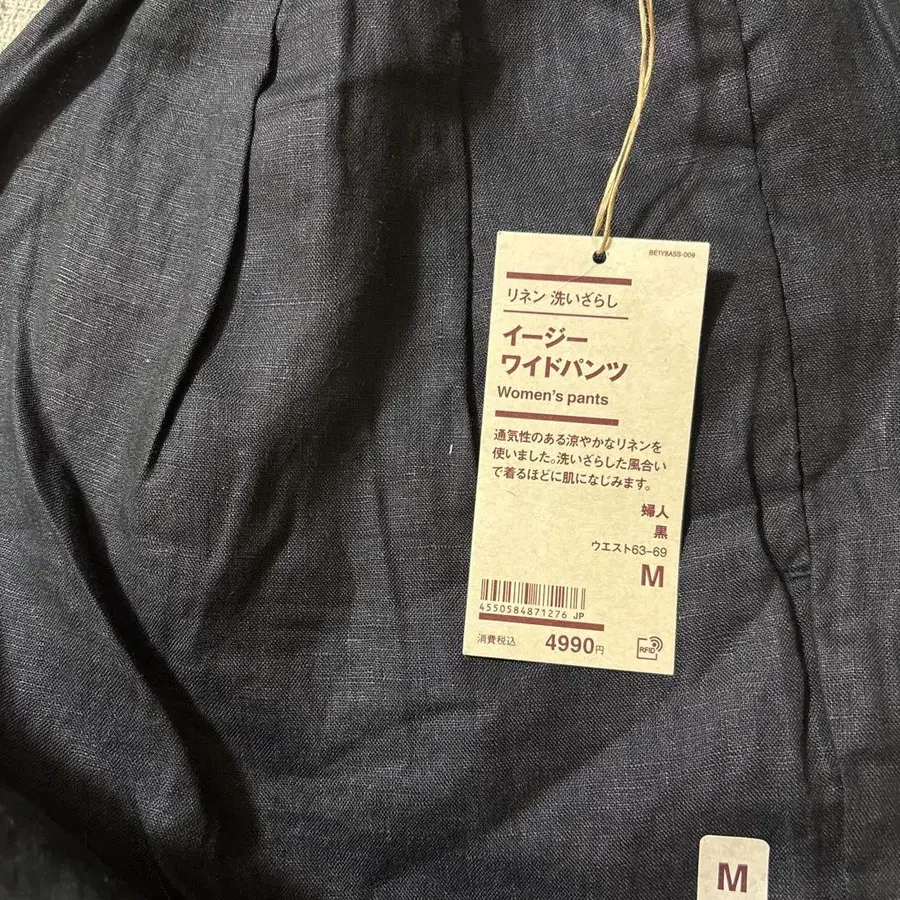 BE1Y8A5S-009
リネン 洗いざらし
イージー
ワイドパンツ
Women's pants
通気性のある涼やかなリネンを
使いました。洗いざらした風合い
で着るほどに肌になじみます。
婦人
黒
ウエスト63-69
M
4550584871276 JP
消費税込 4990円
RFID
M